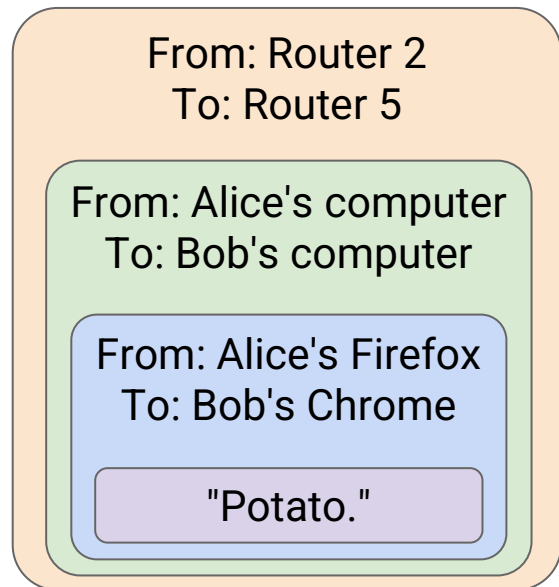 From: Router 2
To: Router 5
From: Alice's computer
To: Bob's computer
From: Alice's Firefox
To: Bob's Chrome
"Potato."